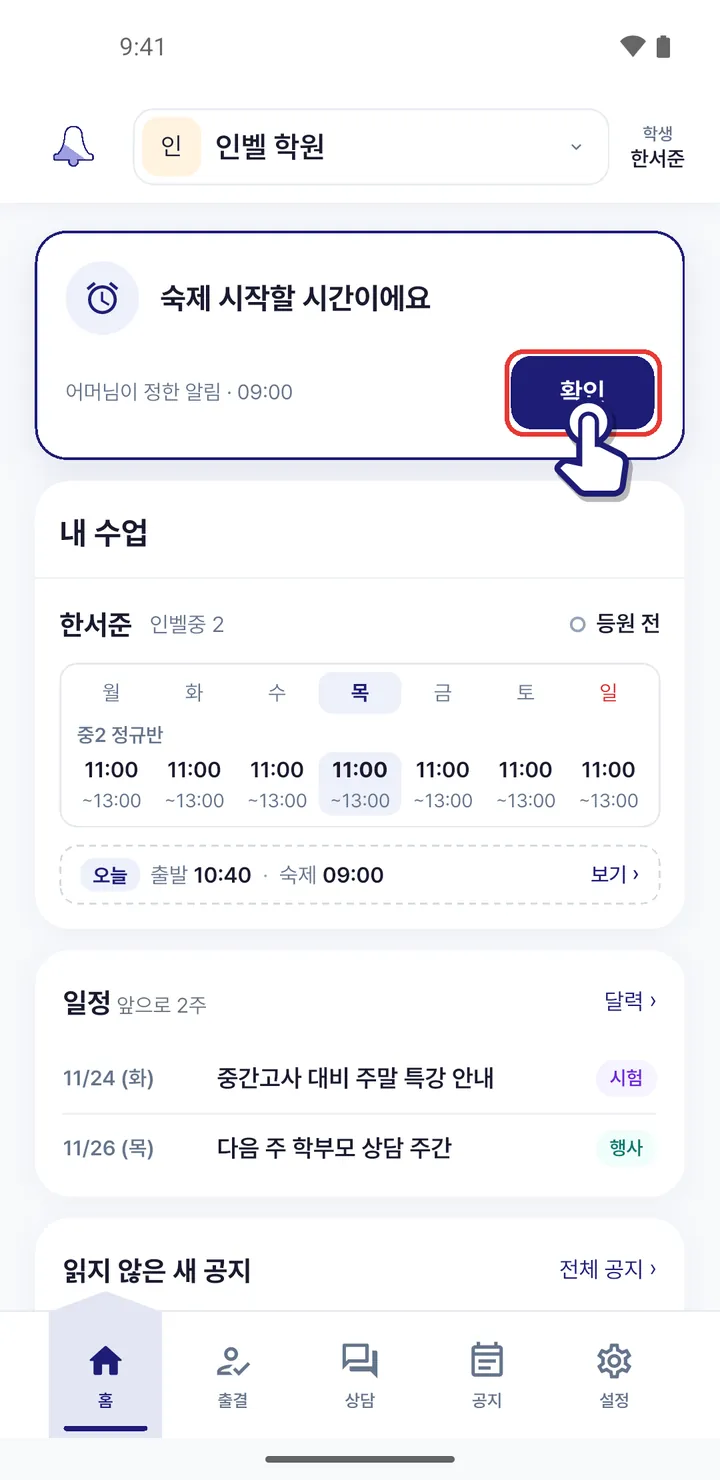 9:41
인 인벨 학원
학생
한서준
숙제 시작할 시간이에요
어머님이 정한 알림 · 09:00
확인
내 수업
한서준 인벨중 2 등원 전
월 화 수 목 금 토 일
중2 정규반
11:00 11:00 11:00 11:00 11:00 11:00 11:00
~13:00 ~13:00 ~13:00 ~13:00 ~13:00 ~13:00 ~13:00
오늘 출발 10:40 · 숙제 09:00 보기 ›
일정 앞으로 2주 달력 ›
11/24 (화) 중간고사 대비 주말 특강 안내 시험
11/26 (목) 다음 주 학부모 상담 주간 행사
읽지 않은 새 공지 전체 공지 ›
홈 출결 상담 공지 설정